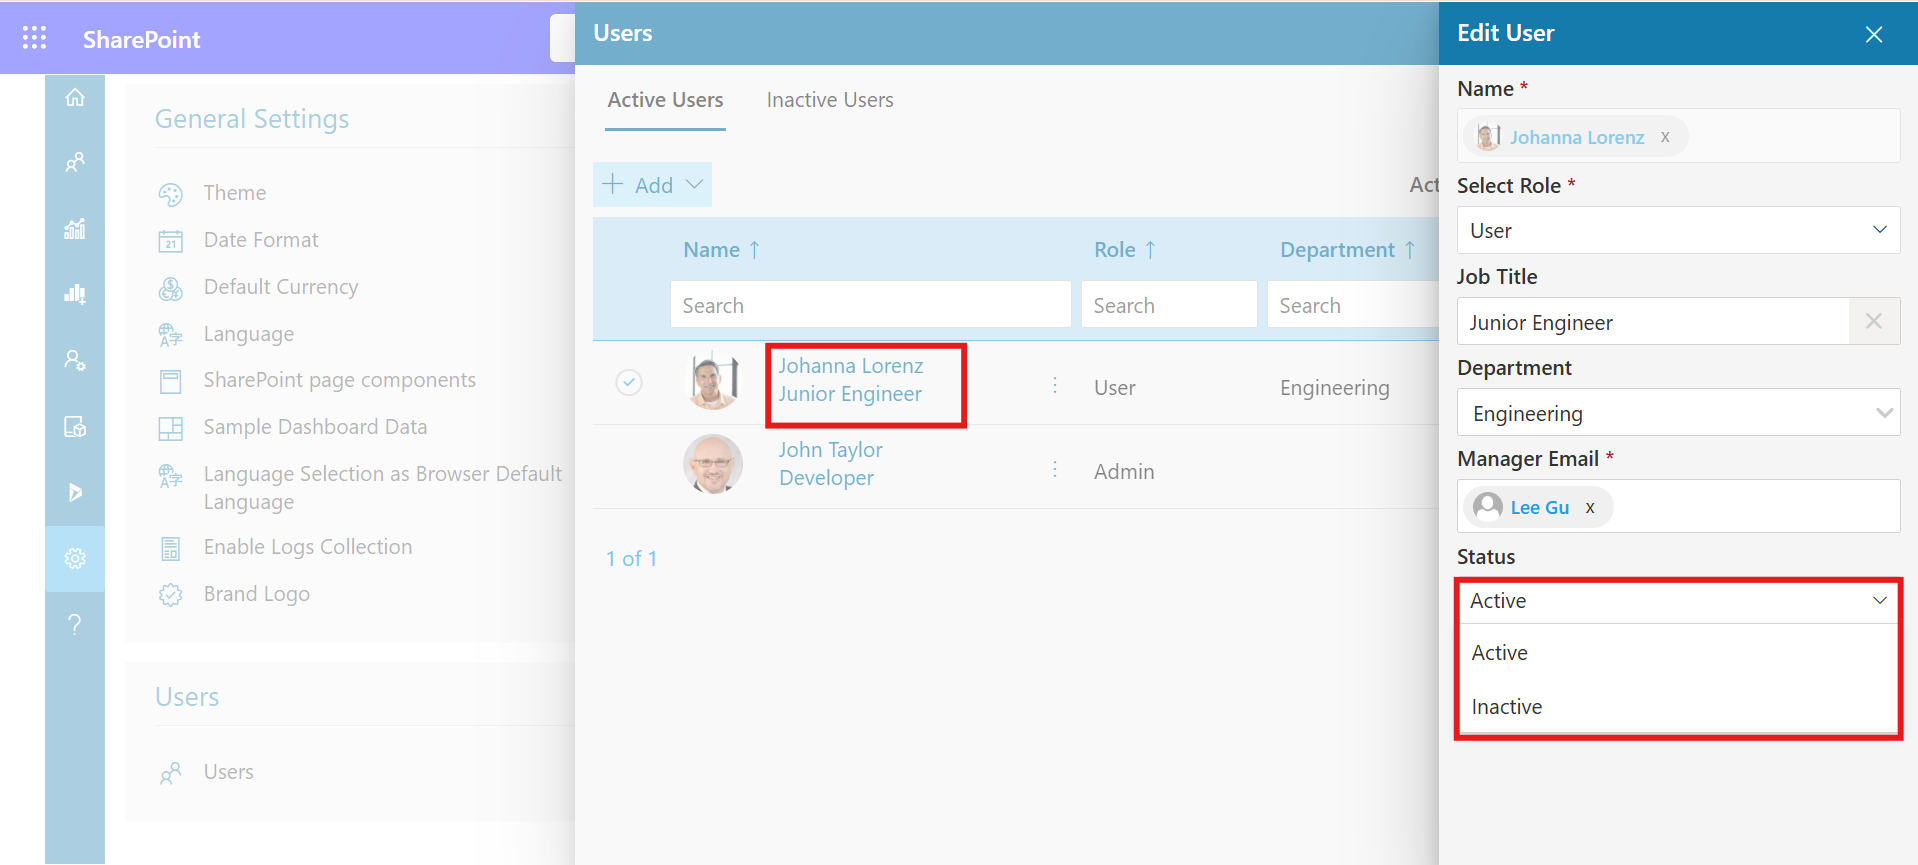 SharePoint
General Settings
Theme
21
Date Format
Default Currency
Language
SharePoint page components
Sample Dashboard Data
Language Selection as Browser Default
Language
Enable Logs Collection
Brand Logo
Users
Users
Users
Active Users
Inactive Users
Add
Act
Name ↑
Role ↑
Department ↑
Search
Search
Search
Johanna Lorenz
Junior Engineer
User
Engineering
John Taylor
Developer
Admin
1 of 1
Edit User
Name *
Johanna Lorenz x
Select Role *
User
Job Title
Junior Engineer
Department
Engineering
Manager Email *
Lee Gu x
Status
Active
Active
Inactive